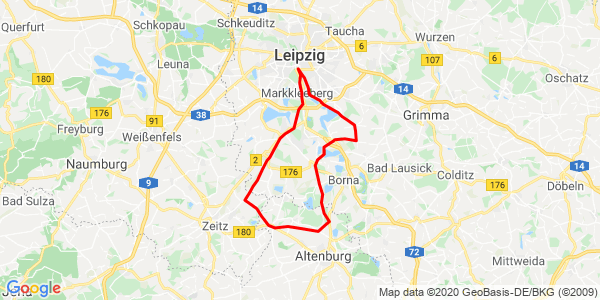 Querfurt
Schkeuditz
14
Taucha
Wurzen
180
Leuna
Leipzig
6
6
107
Oschatz
Markkleeberg
176
91
38
14
Grimma
Freyburg
Weißenfels
Naumburg
2
176
Bad Lausick
Colditz
14
9
Borna
176
Döbeln
Bad Sulza
Zeitz
180
72
Altenburg
Mittweida
Jena
Google
Map data ©2020 GeoBasis-DE/BKG (©2009)